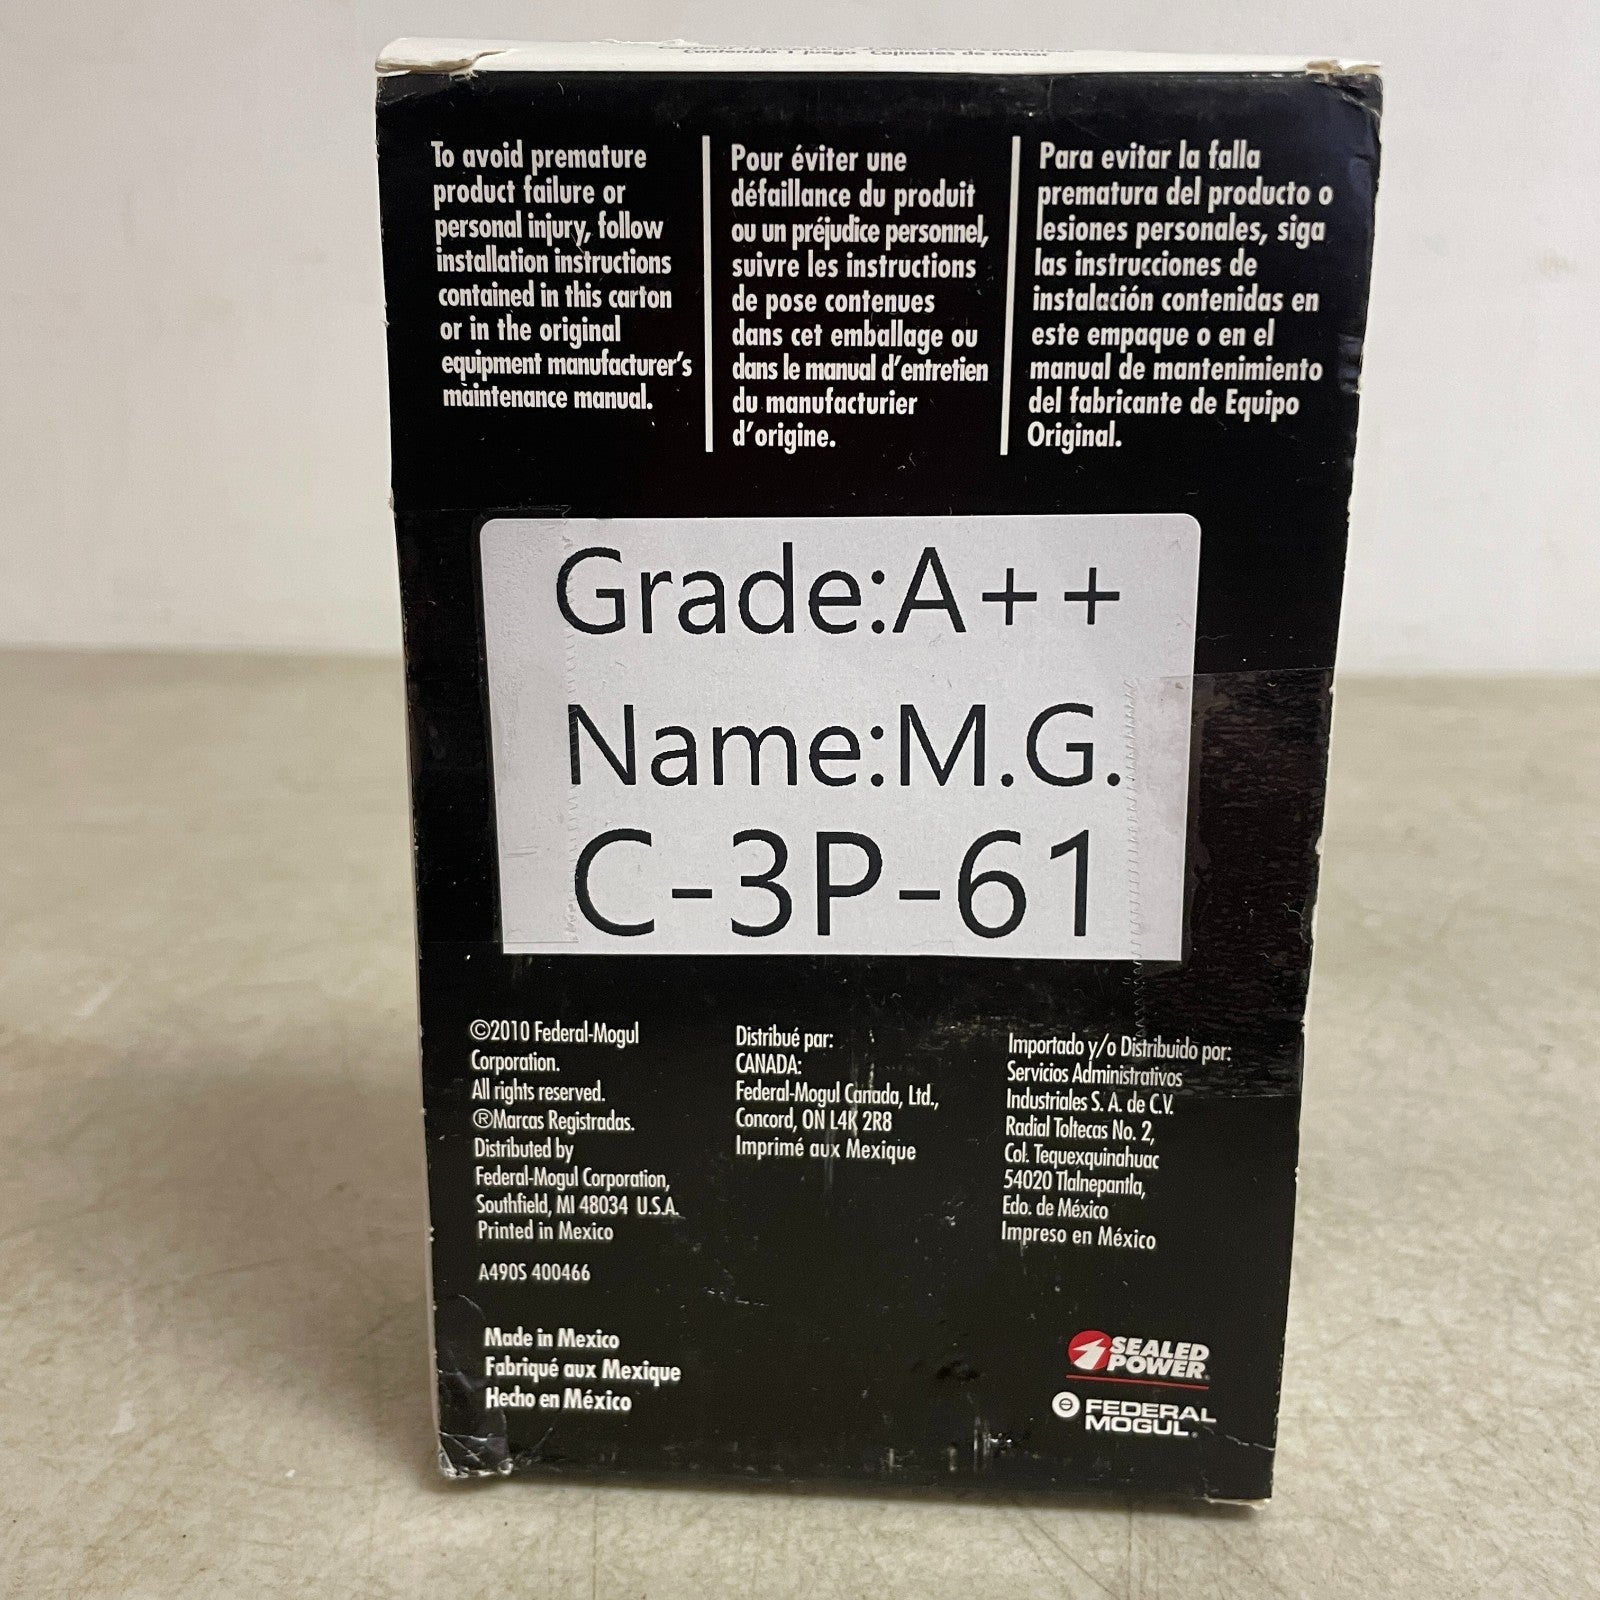 Contenido 1 juego Cojinetes de motor
To avoid premature
product failure or
personal injury, follow
installation instructions
contained in this carton
or in the original
equipment manufacturer's
maintenance manual.
Pour éviter une
défaillance du produit
ou un préjudice personnel,
suivre les instructions
de pose contenues
dans cet emballage ou
dans le manual d'entretien
du manufacturier
d'origine.
Para evitar la falla
prematura del producto o
lesiones personales, siga
las instrucciones de
instalación contenidas en
este empaque o en el
manual de mantenimiento
del fabricante de Equipo
Original.
Grade:A++
Name:M.G.
C-3P-61
©2010 Federal-Mogul
Corporation.
All rights reserved.
®Marcas Registradas.
Distributed by
Federal-Mogul Corporation,
Southfield, MI 48034 U.S.A.
Printed in Mexico
A490S 400466
Distribué par:
CANADA:
Federal-Mogul Canada, Ltd.,
Concord, ON L4K 2R8
Imprimé aux Mexique
Importado y/o Distribuido por:
Servicios Administrativos
Industriales S. A. de C.V.
Radial Toltecas No. 2,
Col. Tequexquinahuac
54020 Tlalnepantla,
Edo. de México
Impreso en México
Made in Mexico
Fabriqué aux Mexique
Hecho en México
SEALED
POWER
FEDERAL
MOGUL®